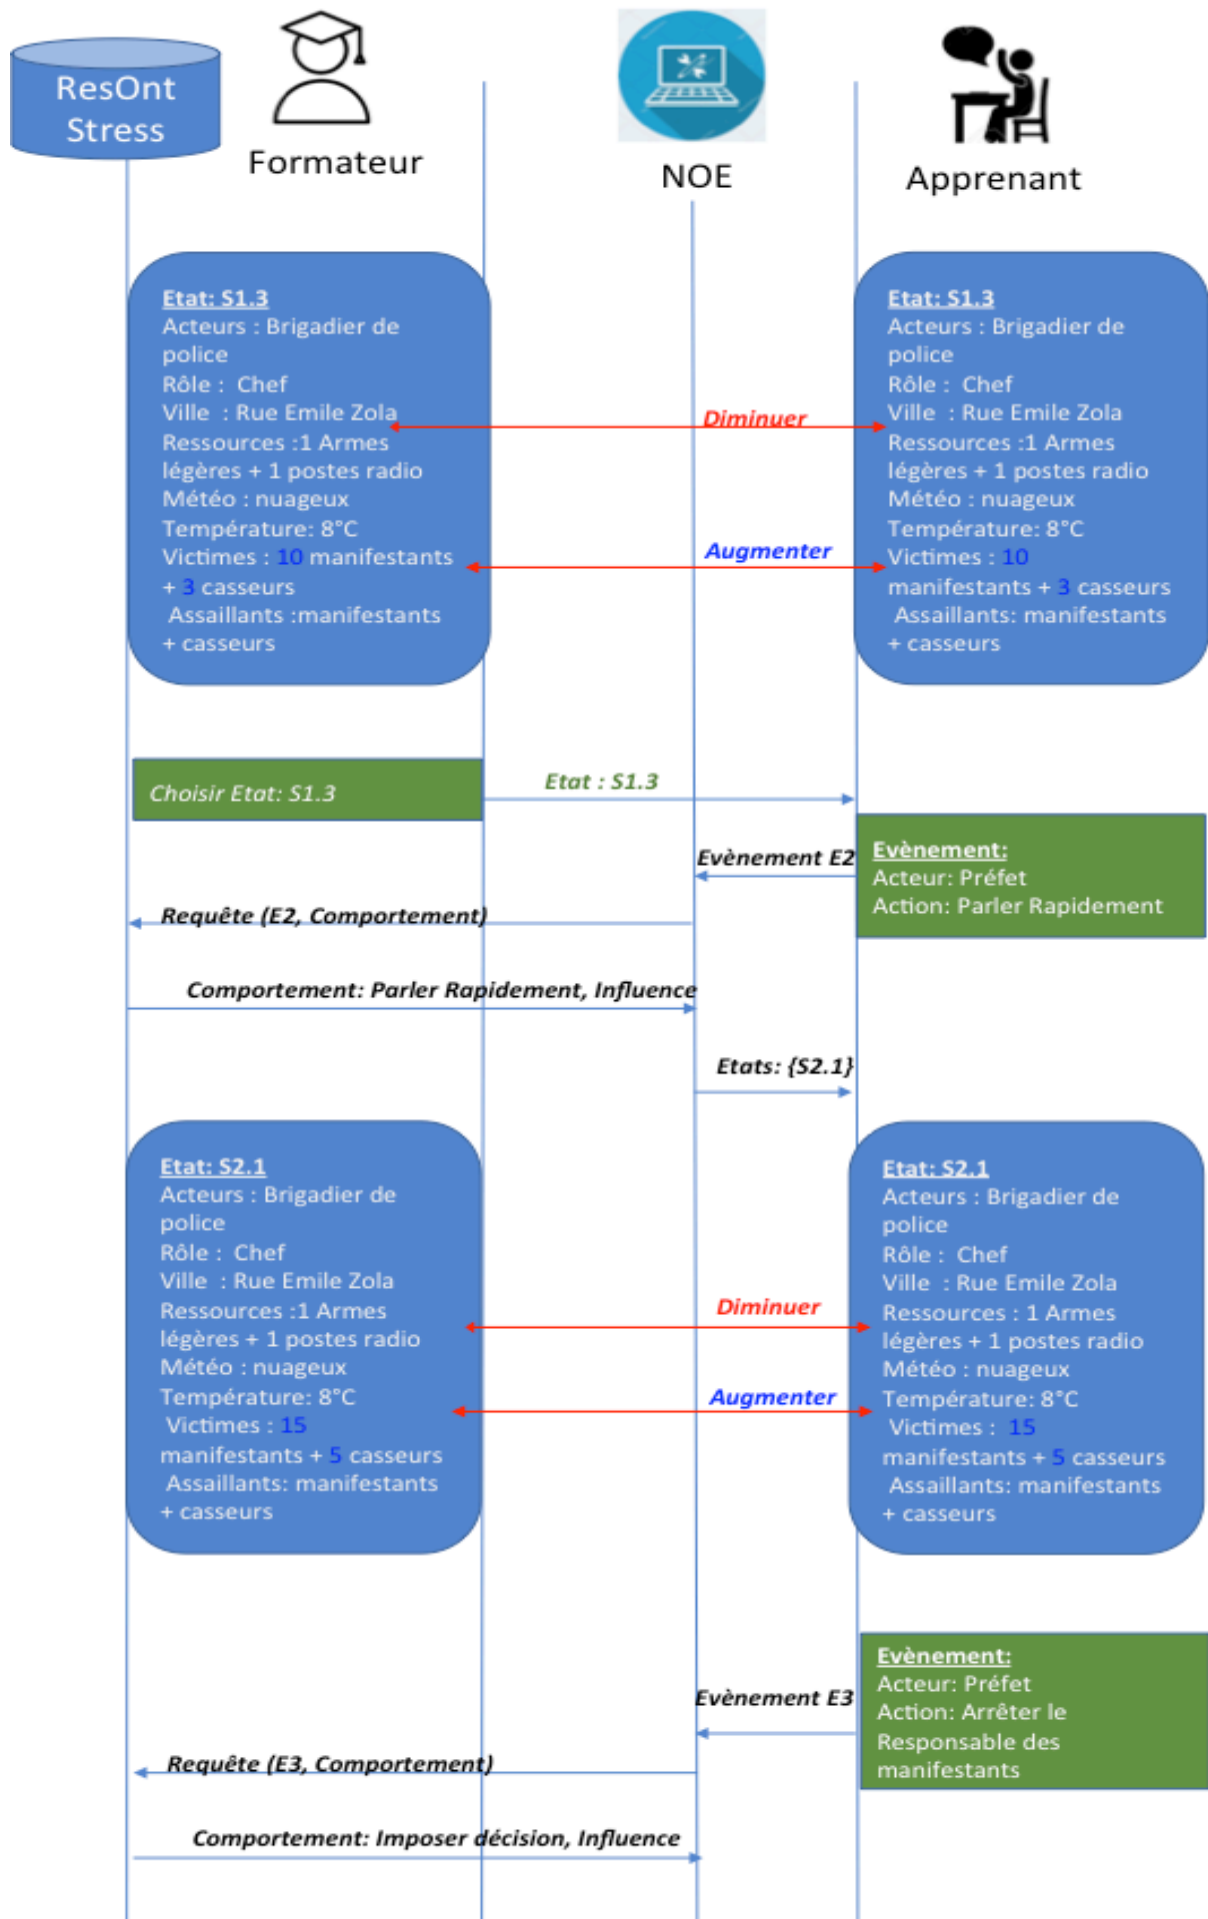 ResOnt
Stress
Formateur
NOE
Apprenant
Etat: S1.3
Acteurs : Brigadier de
police
Rôle :  Chef
Ville  : Rue Emile Zola
Ressources :1 Armes
légères + 1 postes radio
Météo : nuageux
Température: 8°C
Victimes : 10 manifestants
+ 3 casseurs
Assaillants :manifestants
+ casseurs
Diminuer
Augmenter
Etat: S1.3
Acteurs : Brigadier de
police
Rôle :  Chef
Ville  : Rue Emile Zola
Ressources :1 Armes
légères + 1 postes radio
Météo : nuageux
Température: 8°C
Victimes : 10
manifestants + 3 casseurs
Assaillants: manifestants
+ casseurs
Choisir Etat: S1.3
Etat : S1.3
Evènement E2
Evènement:
Acteur: Préfet
Action: Parler Rapidement
Requête (E2, Comportement)
Comportement: Parler Rapidement, Influence
Etats: {S2.1}
Etat: S2.1
Acteurs : Brigadier de
police
Rôle :  Chef
Ville  : Rue Emile Zola
Ressources :1 Armes
légères + 1 postes radio
Météo : nuageux
Température: 8°C
Victimes : 15
manifestants + 5 casseurs
Assaillants: manifestants
+ casseurs
Diminuer
Augmenter
Etat: S2.1
Acteurs : Brigadier de
police
Rôle :  Chef
Ville  : Rue Emile Zola
Ressources : 1 Armes
légères + 1 postes radio
Météo : nuageux
Température: 8°C
Victimes :  15
manifestants + 5 casseurs
Assaillants: manifestants
+ casseurs
Evènement E3
Evènement:
Acteur: Préfet
Action: Arrêter le
Responsable des
manifestants
Requête (E3, Comportement)
Comportement: Imposer décision, Influence